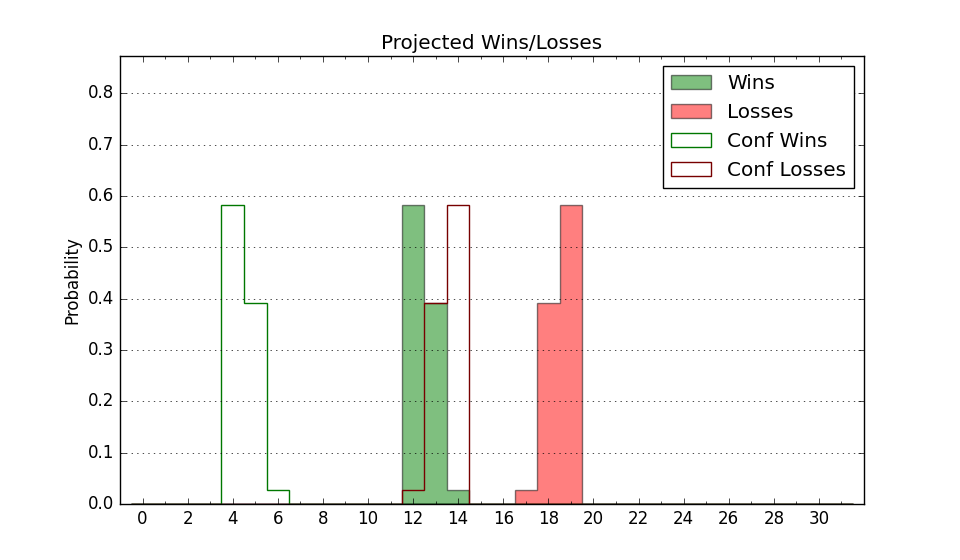 Projected Wins/Losses
Wins
Losses
Conf Wins
Conf Losses
Probability
0.8
0.7
0.6
0.5
0.4
0.3
0.2
0.1
0.0
0 2 4 6 8 10 12 14 16 18 20 22 24 26 28 30